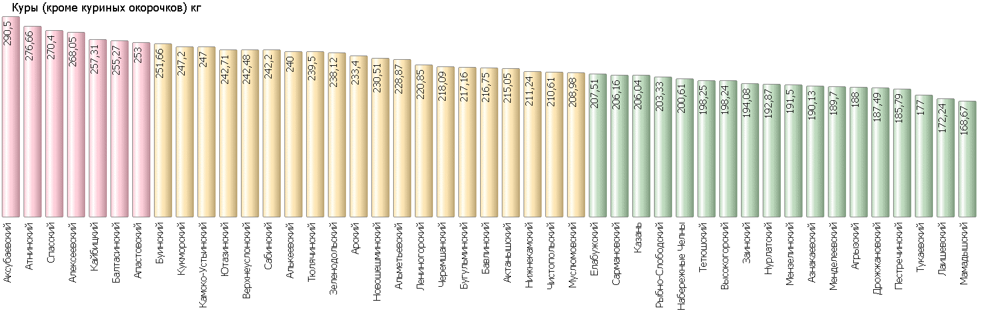 Куры (кроме куриных окорочков) кг
290,5
276,66
270,4
268,05
257,31
255,27
253
251,66
247,2
247
242,71
242,48
242,2
240
239,5
238,12
233,4
230,51
228,87
220,85
218,09
217,16
216,75
215,05
211,24
210,61
208,98
207,51
206,16
206,04
203,33
200,61
198,25
198,24
194,08
192,87
191,5
190,13
189,7
188
187,49
185,79
177
172,24
168,67
Аксубаевский
Атнинский
Спасский
Алексеевский
Кайбицкий
Балтасинский
Апастовский
Буинский
Кукморский
Камско-Устьинский
Ютазинский
Верхнеуслонский
Сабинский
Алькеевский
Тюлячинский
Зеленодольский
Арский
Новошешминский
Альметьевский
Лениногорский
Черемшанский
Бугульминский
Бавлинский
Актанышский
Нижнекамский
Чистопольский
Муслюмовский
Елабужский
Сармановский
Казань
Рыбно-Слободский
Набережные Челны
Тетюшский
Высокогорский
Заинский
Нурлатский
Мензелинский
Азнакаевский
Менделеевский
Агрызский
Дрожжановский
Пестречинский
Тукаевский
Лаишевский
Мамадышский